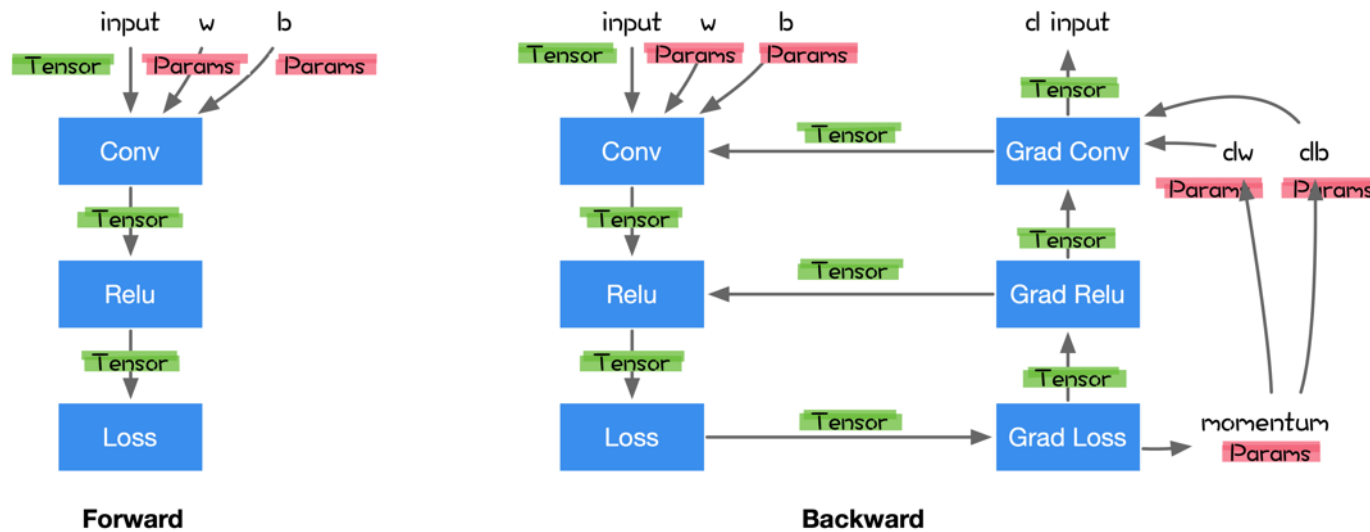 input w b
Tensor Params Params
Conv
Tensor
Relu
Tensor
Loss
Forward
input w b
Tensor Params Params
Conv
Tensor
Relu
Tensor
Loss
Tensor
Tensor
Tensor
d input
Tensor
Grad Conv
Tensor
Grad Relu
Tensor
Grad Loss
dw db
Params Params
momentum
Params
Backward